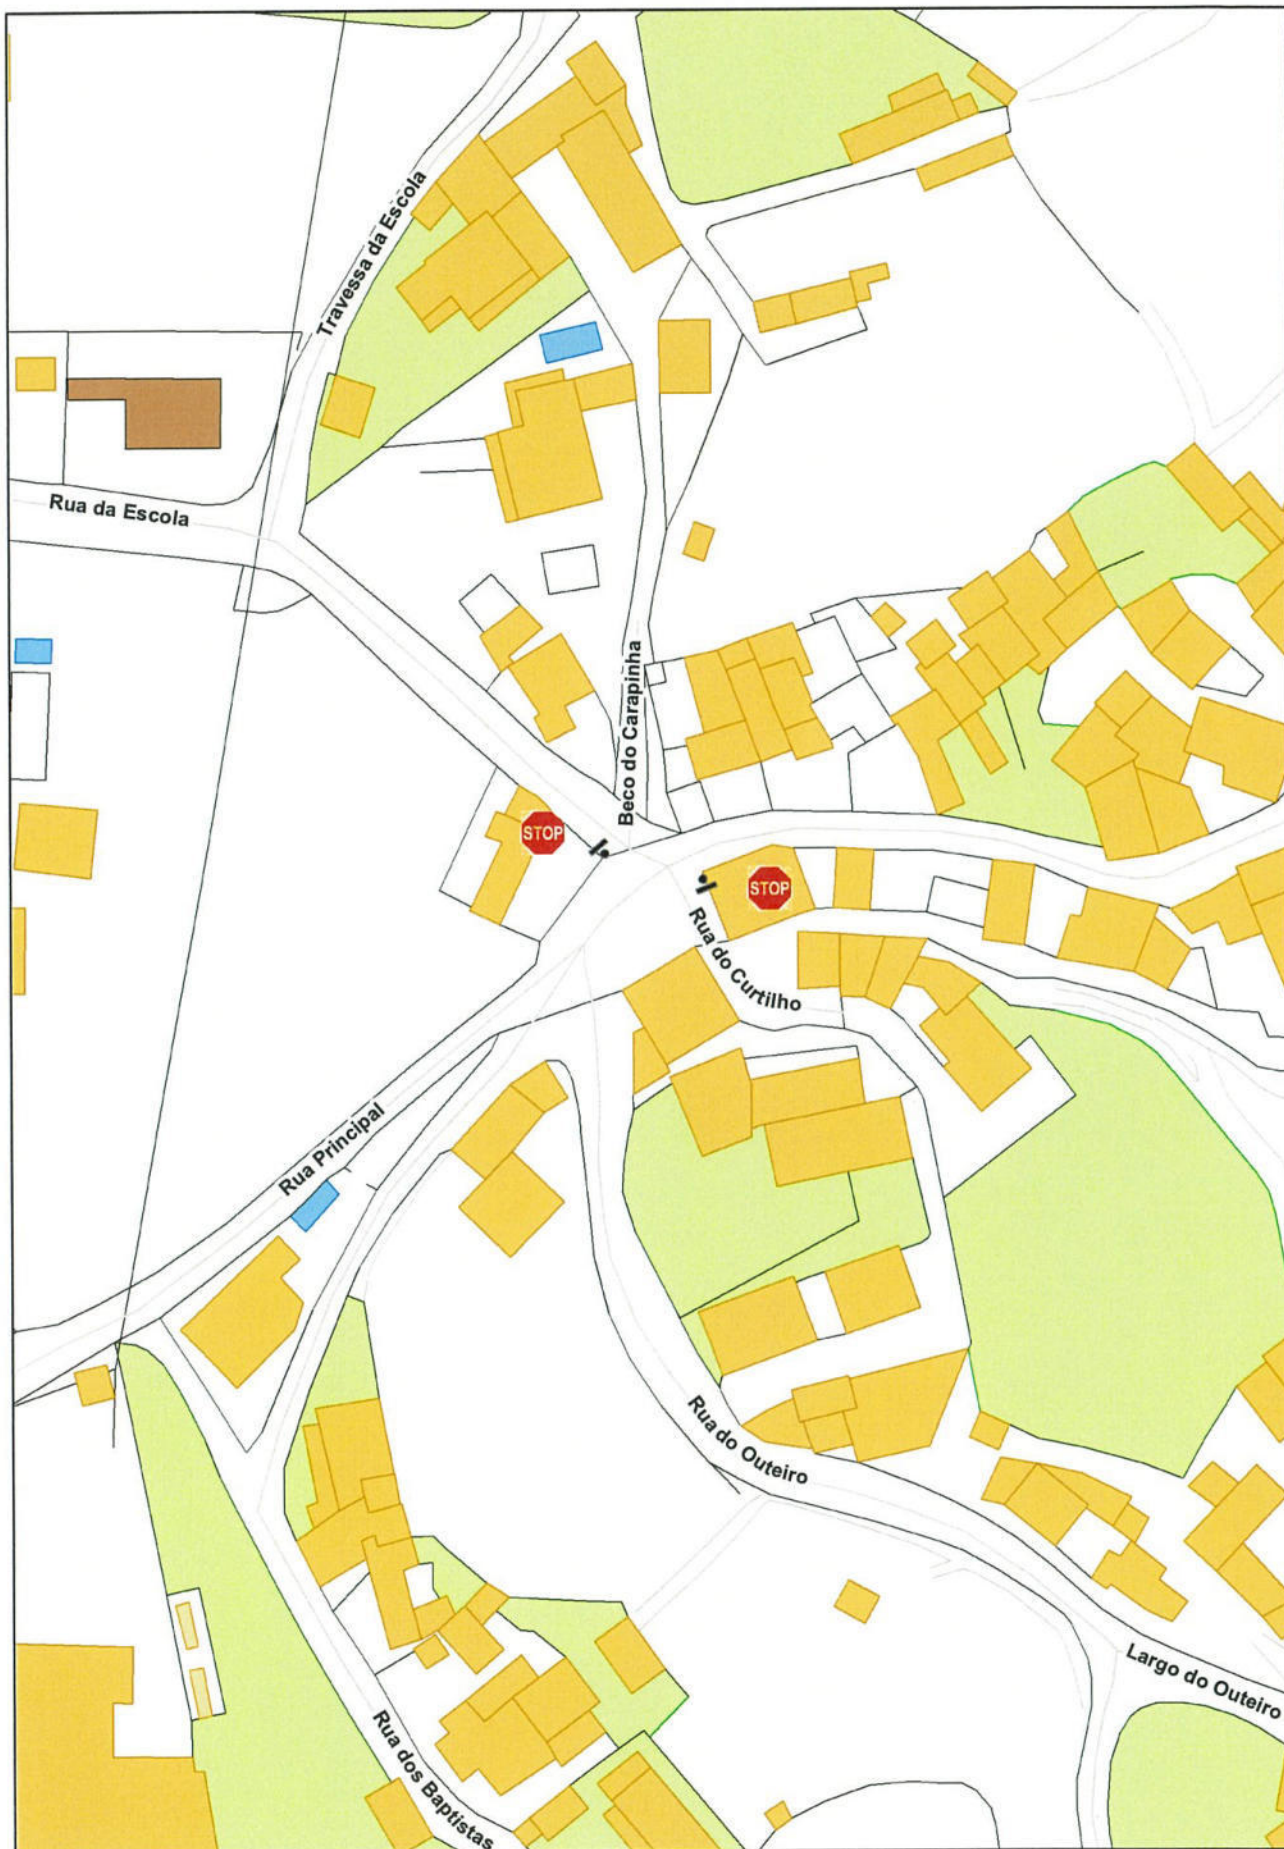 Travessa da Escola
Rua da Escola
Beco do Carapinha
STOP
STOP
Rua do Curtilho
Rua Principal
Rua do Outeiro
Largo do Outeiro
Rua dos Baptistas